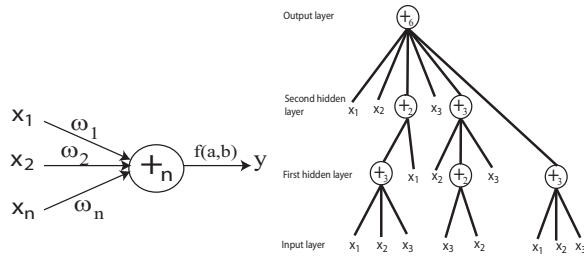 x1
x2
xn
ω1
ω2
ωn
+n
f(a,b)
y
Output layer
+6
Second hidden layer
x1 x2 +2 x3 +3
First hidden layer
+3 x1 x2 +2 x3 +3
Input layer
x1 x2 x3 x3 x2 x1 x2 x3